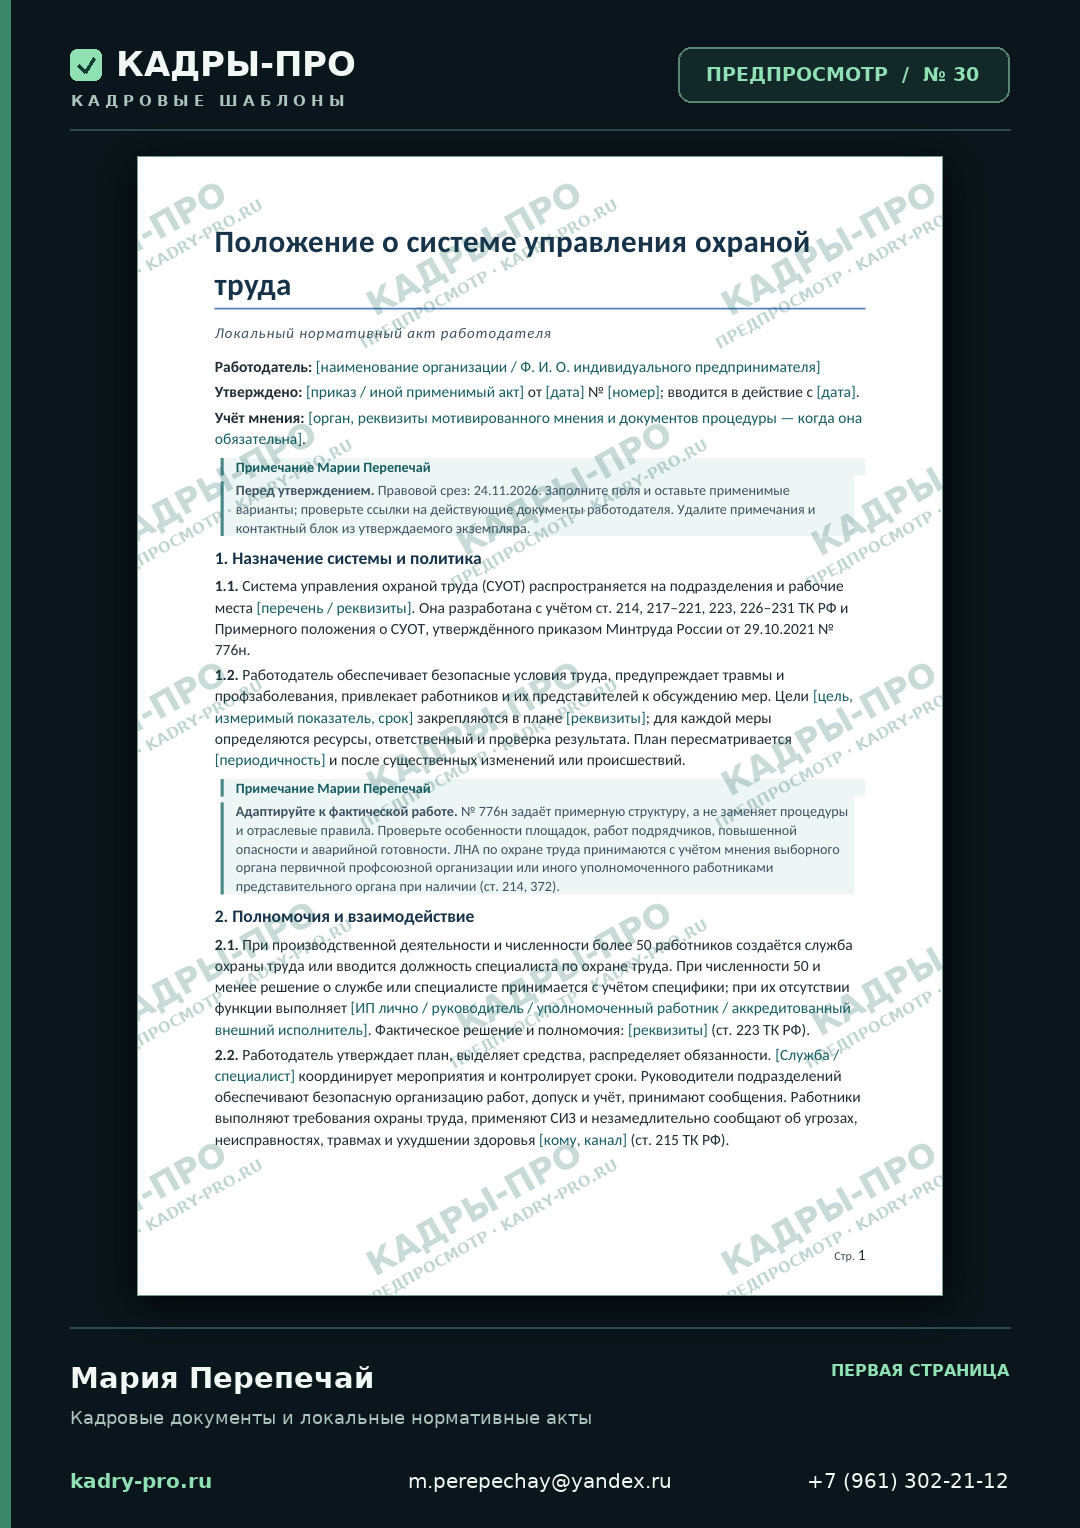 КАДРЫ-ПРО
КАДРОВЫЕ ШАБЛОНЫ
ПРЕДПРОСМОТР / № 30
Положение о системе управления охраной
труда
Локальный нормативный акт работодателя
Работодатель: [наименование организации / Ф. И. О. индивидуального предпринимателя]
Утверждено: [приказ / иной применимый акт] от [дата] № [номер]; вводится в действие с [дата].
Учёт мнения: [орган, реквизиты мотивированного мнения и документов процедуры — когда она
обязательна].
Примечание Марии Перепечай
Перед утверждением. Правовой срез: 24.11.2026. Заполните поля и оставьте применимые
варианты; проверьте ссылки на действующие документы работодателя. Удалите примечания и
контактный блок из утверждаемого экземпляра.
1. Назначение системы и политика
1.1. Система управления охраной труда (СУОТ) распространяется на подразделения и рабочие
места [перечень / реквизиты]. Она разработана с учётом ст. 214, 217–221, 223, 226–231 ТК РФ и
Примерного положения о СУОТ, утверждённого приказом Минтруда России от 29.10.2021 №
776н.
1.2. Работодатель обеспечивает безопасные условия труда, предупреждает травмы и
профзаболевания, привлекает работников и их представителей к обсуждению мер. Цели [цель,
измеримый показатель, срок] закрепляются в плане [реквизиты]; для каждой меры
определяются ресурсы, ответственный и проверка результата. План пересматривается
[периодичность] и после существенных изменений или происшествий.
Примечание Марии Перепечай
Адаптируйте к фактической работе. № 776н задаёт примерную структуру, а не заменяет процедуры
и отраслевые правила. Проверьте особенности площадок, работ подрядчиков, повышенной
опасности и аварийной готовности. ЛНА по охране труда принимаются с учётом мнения выборного
органа первичной профсоюзной организации или иного уполномоченного работниками
представительного органа при наличии (ст. 214, 372).
2. Полномочия и взаимодействие
2.1. При производственной деятельности и численности более 50 работников создаётся служба
охраны труда или вводится должность специалиста по охране труда. При численности 50 и
менее решение о службе или специалисте принимается с учётом специфики; при их отсутствии
функции выполняет [ИП лично / руководитель / уполномоченный работник / аккредитованный
внешний исполнитель]. Фактическое решение и полномочия: [реквизиты] (ст. 223 ТК РФ).
2.2. Работодатель утверждает план, выделяет средства, распределяет обязанности. [Служба /
специалист] координирует мероприятия и контролирует сроки. Руководители подразделений
обеспечивают безопасную организацию работ, допуск и учёт, принимают сообщения. Работники
выполняют требования охраны труда, применяют СИЗ и незамедлительно сообщают об угрозах,
неисправностях, травмах и ухудшении здоровья [кому, канал] (ст. 215 ТК РФ).
Стр. 1
Мария Перепечай
ПЕРВАЯ СТРАНИЦА
Кадровые документы и локальные нормативные акты
kadry-pro.ru
m.perepechay@yandex.ru
+7 (961) 302-21-12